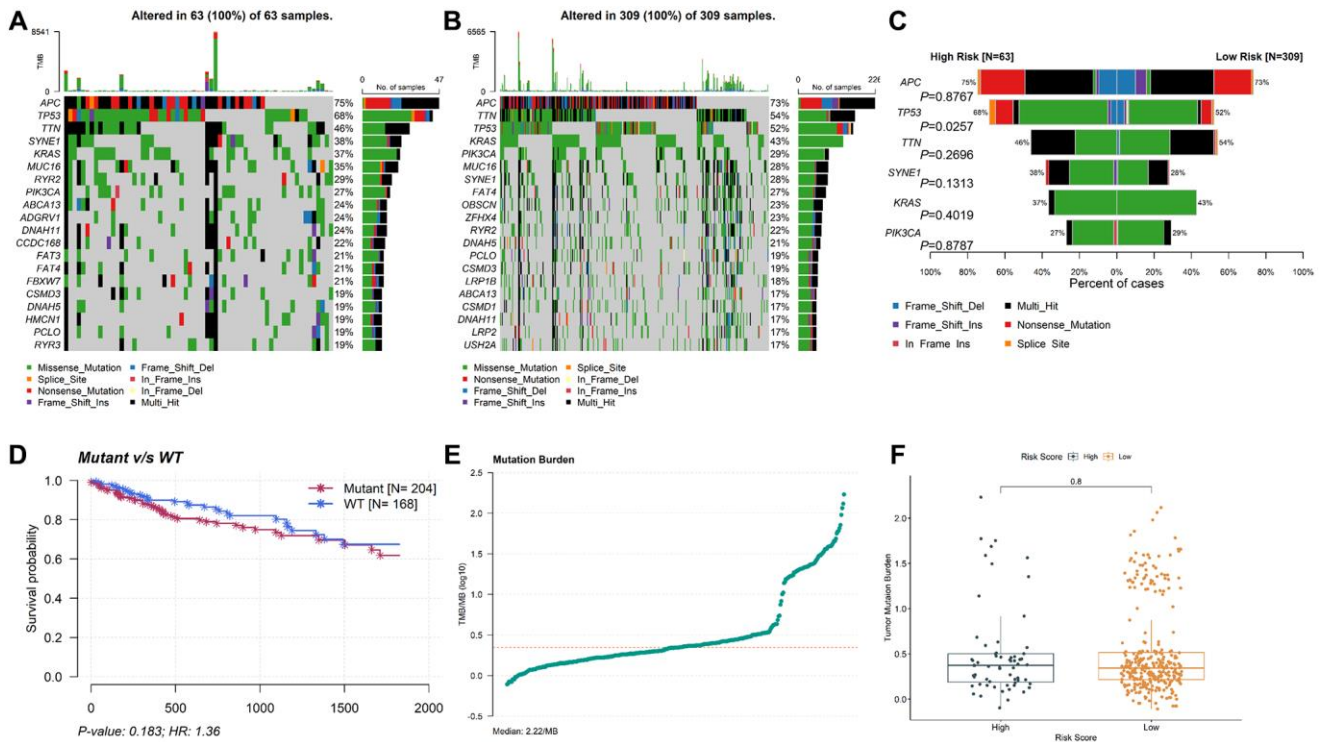 A
Altered in 63 (100%) of 63 samples.
8541
TMB
0
0 47
No. of samples
APC 75%
TP53 68%
TTN 46%
SYNE1 38%
KRAS 37%
MUC16 35%
RYR2 29%
PIK3CA 27%
ABCA13 24%
ADGRV1 24%
DNAH11 24%
CCDC168 22%
FAT3 21%
FAT4 21%
FBXW7 21%
CSMD3 19%
DNAH5 19%
HMCN1 19%
PCLO 19%
RYR3 19%
Missense_Mutation Frame_Shift_Del
Splice_Site In_Frame_Ins
Nonsense_Mutation In_Frame_Del
Frame_Shift_Ins Multi_Hit
B
Altered in 309 (100%) of 309 samples.
6565
TMB
0
0 226
No. of samples
APC 73%
TTN 54%
TP53 52%
KRAS 43%
PIK3CA 29%
MUC16 28%
SYNE1 28%
FAT4 27%
OBSCN 23%
ZFHX4 23%
RYR2 22%
DNAH5 21%
PCLO 19%
CSMD3 19%
LRP1B 18%
ABCA13 17%
CSMD1 17%
DNAH11 17%
LRP2 17%
USH2A 17%
Missense_Mutation Splice_Site
Nonsense_Mutation In_Frame_Del
Frame_Shift_Del In_Frame_Ins
Frame_Shift_Ins Multi_Hit
C
High Risk [N=63] Low Risk [N=309]
APC 75% 73%
P=0.8767
TP53 68% 52%
P=0.0257
TTN 46% 54%
P=0.2696
SYNE1 38% 28%
P=0.1313
KRAS 37% 43%
P=0.4019
PIK3CA 27% 29%
P=0.8787
100% 80% 60% 40% 20% 0% 20% 40% 60% 80% 100%
Percent of cases
Frame_Shift_Del Multi_Hit
Frame_Shift_Ins Nonsense_Mutation
In Frame Ins Splice Site
D
Mutant v/s WT
Mutant [N= 204]
WT [N= 168]
Survival probability
1.0
0.8
0.6
0.4
0.2
0.0
0 500 1000 1500 2000
P-value: 0.183; HR: 1.36
E
Mutation Burden
TMB/MB (log10)
2.5
2.0
1.5
1.0
0.5
0.0
-0.5
Median: 2.22/MB
F
Risk Score High Low
0.8
Tumor Mutaion Burden
2.0
1.5
1.0
0.5
0.0
High Low
Risk Score